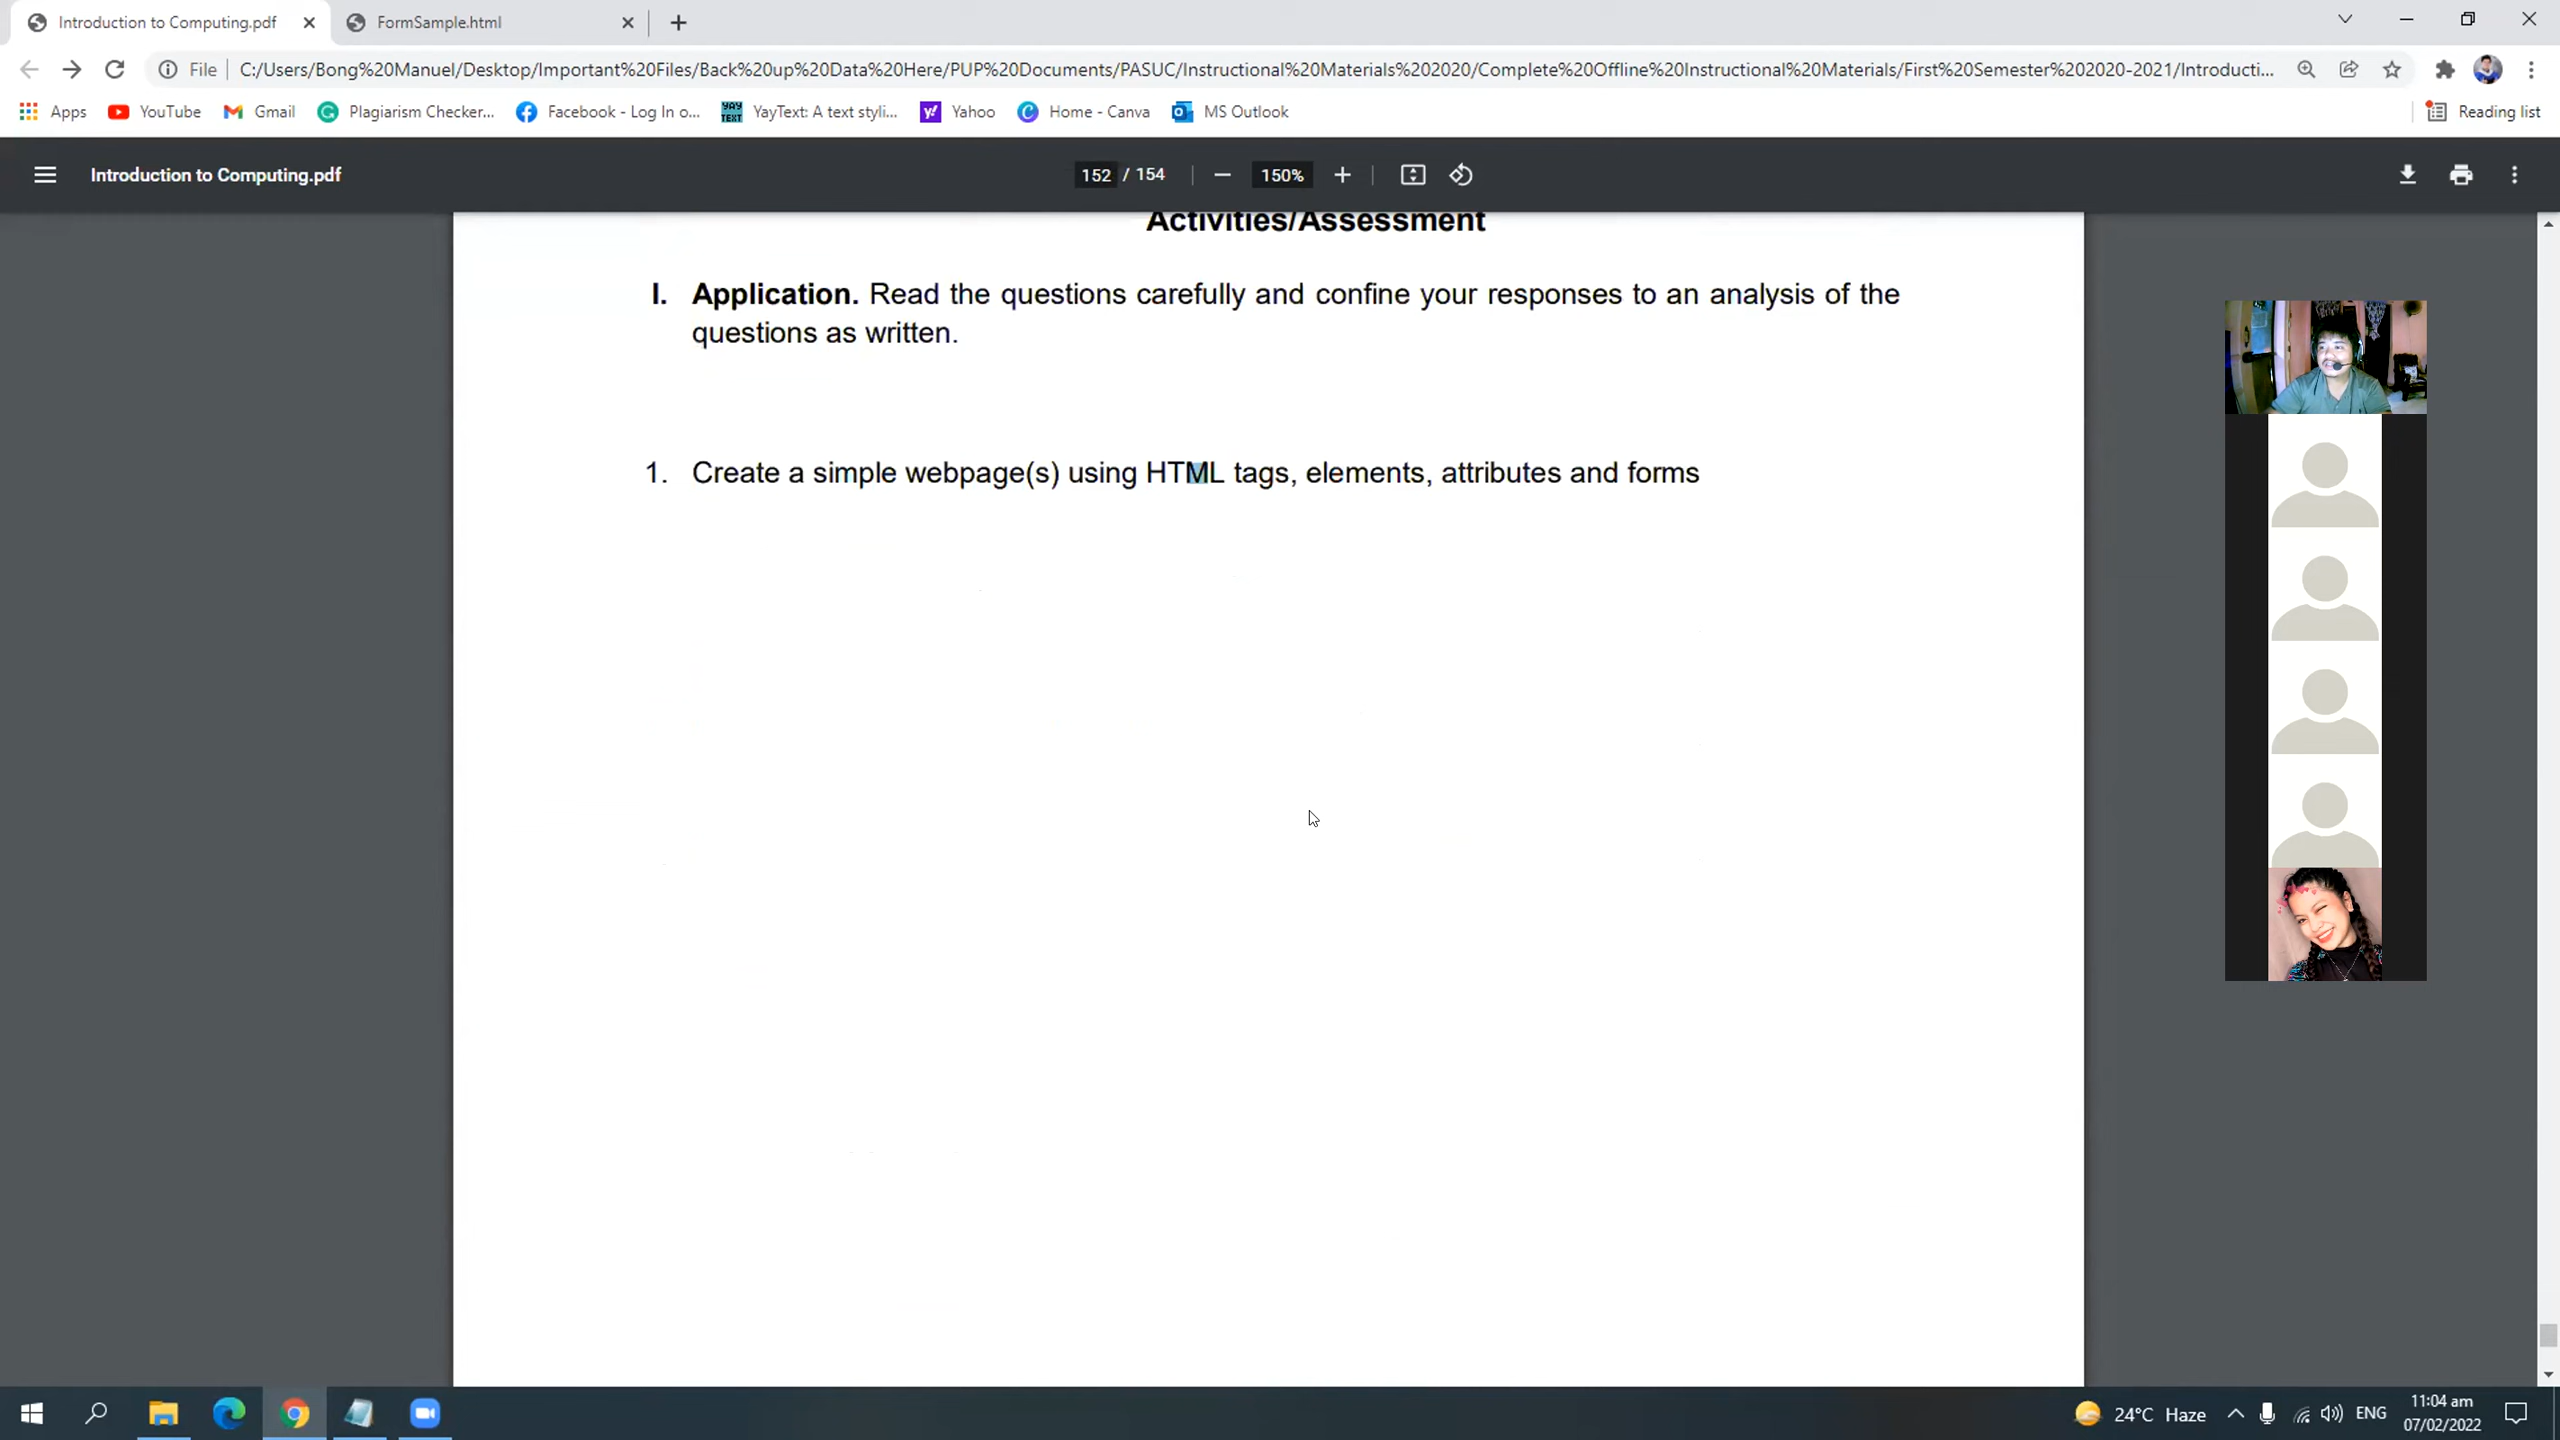 Introduction to Computing.pdf
FormSample.html
File
C:/Users/Bong%20Manuel/Desktop/Important%20Files/Back%20up%20Data%20Here/PUP%20Documents/PASUC/Instructional%20Materials%202020/Complete%20Offline%20Instructional%20Materials/First%20Semester%202020-2021/Introducti...
Apps
YouTube
Gmail
Plagiarism Checker...
Facebook - Log In o...
YAY TEXT
YayText: A text styli...
Yahoo
Home - Canva
MS Outlook
Reading list
Introduction to Computing.pdf
152 / 154
150%
Activities/Assessment
I. Application. Read the questions carefully and confine your responses to an analysis of the
questions as written.
1. Create a simple webpage(s) using HTML tags, elements, attributes and forms
24°C Haze
ENG
11:04 am
07/02/2022